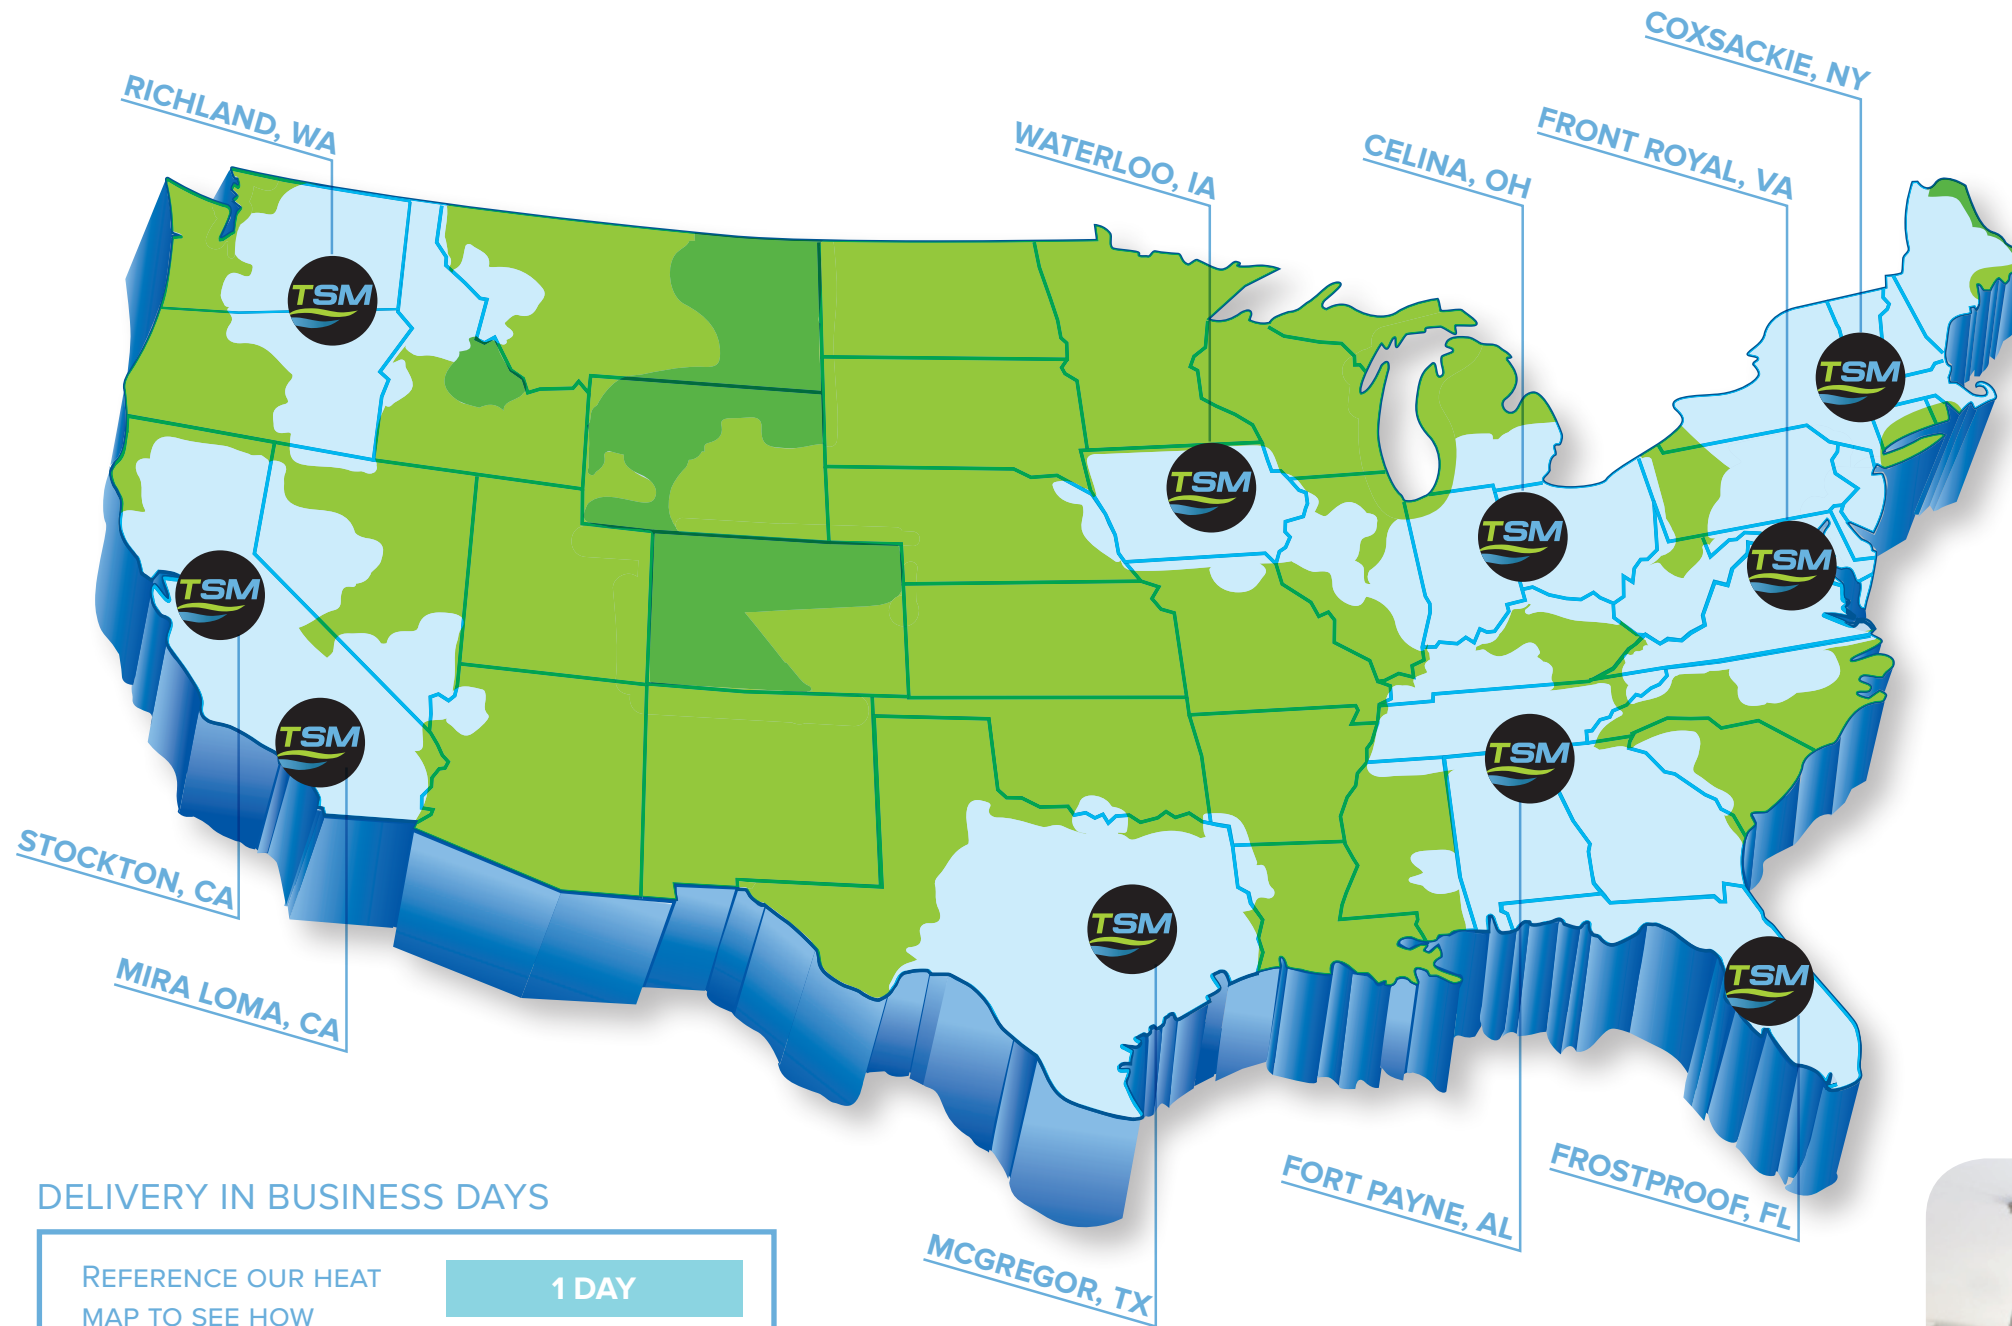 COXSACKIE, NY
RICHLAND, WA
FRONT ROYAL, VA
WATERLOO, IA
CELINA, OH
TSM
TSM
TSM
TSM
TSM
TSM
TSM
TSM
TSM
TSM
STOCKTON, CA
MIRA LOMA, CA
FORT PAYNE, AL
FROSTPROOF, FL
MCGREGOR, TX
DELIVERY IN BUSINESS DAYS
REFERENCE OUR HEAT
MAP TO SEE HOW
1 DAY